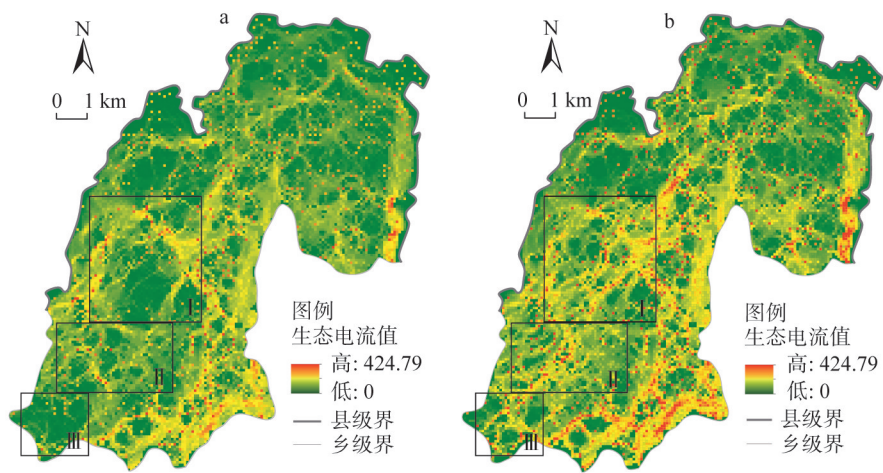 a
N
0 1 km
Ⅰ
Ⅱ
Ⅲ
图例
生态电流值
高: 424.79
低: 0
县级界
乡级界
b
N
0 1 km
Ⅰ
Ⅱ
Ⅲ
图例
生态电流值
高: 424.79
低: 0
县级界
乡级界